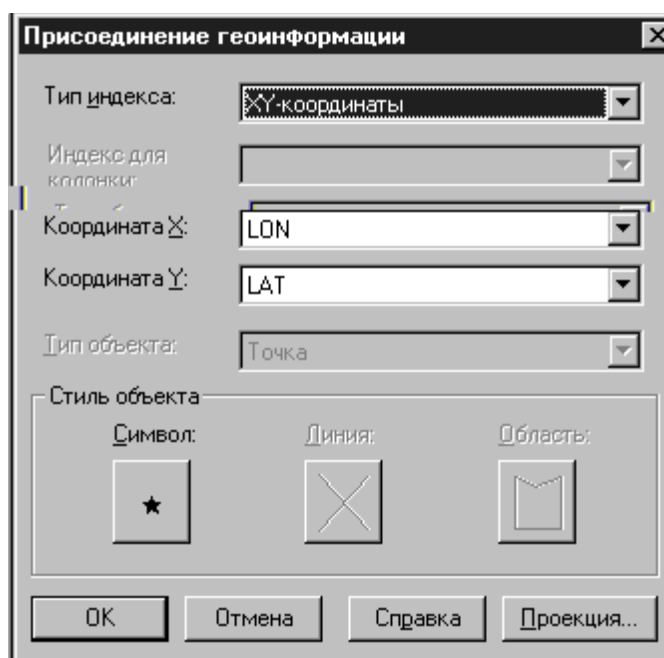 Присоединение геоинформации
Тип индекса: XY-координаты
Индекс для
колонки:
Координата X: LON
Координата Y: LAT
Тип объекта: Точка
Стиль объекта
Символ: Линия: Область:
OK Отмена Справка Проекция...